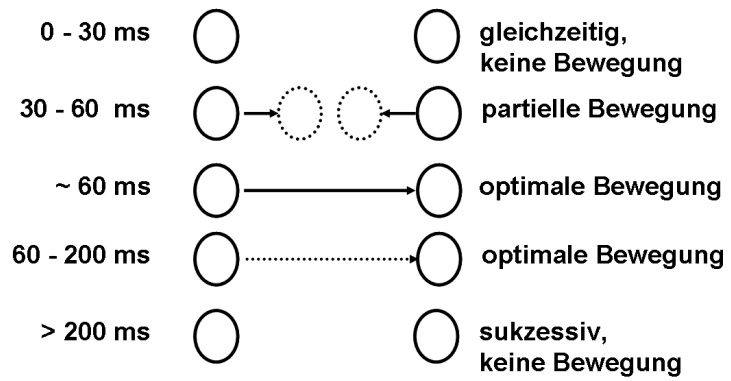 0 - 30 ms gleichzeitig,
keine Bewegung
30 - 60 ms partielle Bewegung
~ 60 ms optimale Bewegung
60 - 200 ms optimale Bewegung
> 200 ms sukzessiv,
keine Bewegung